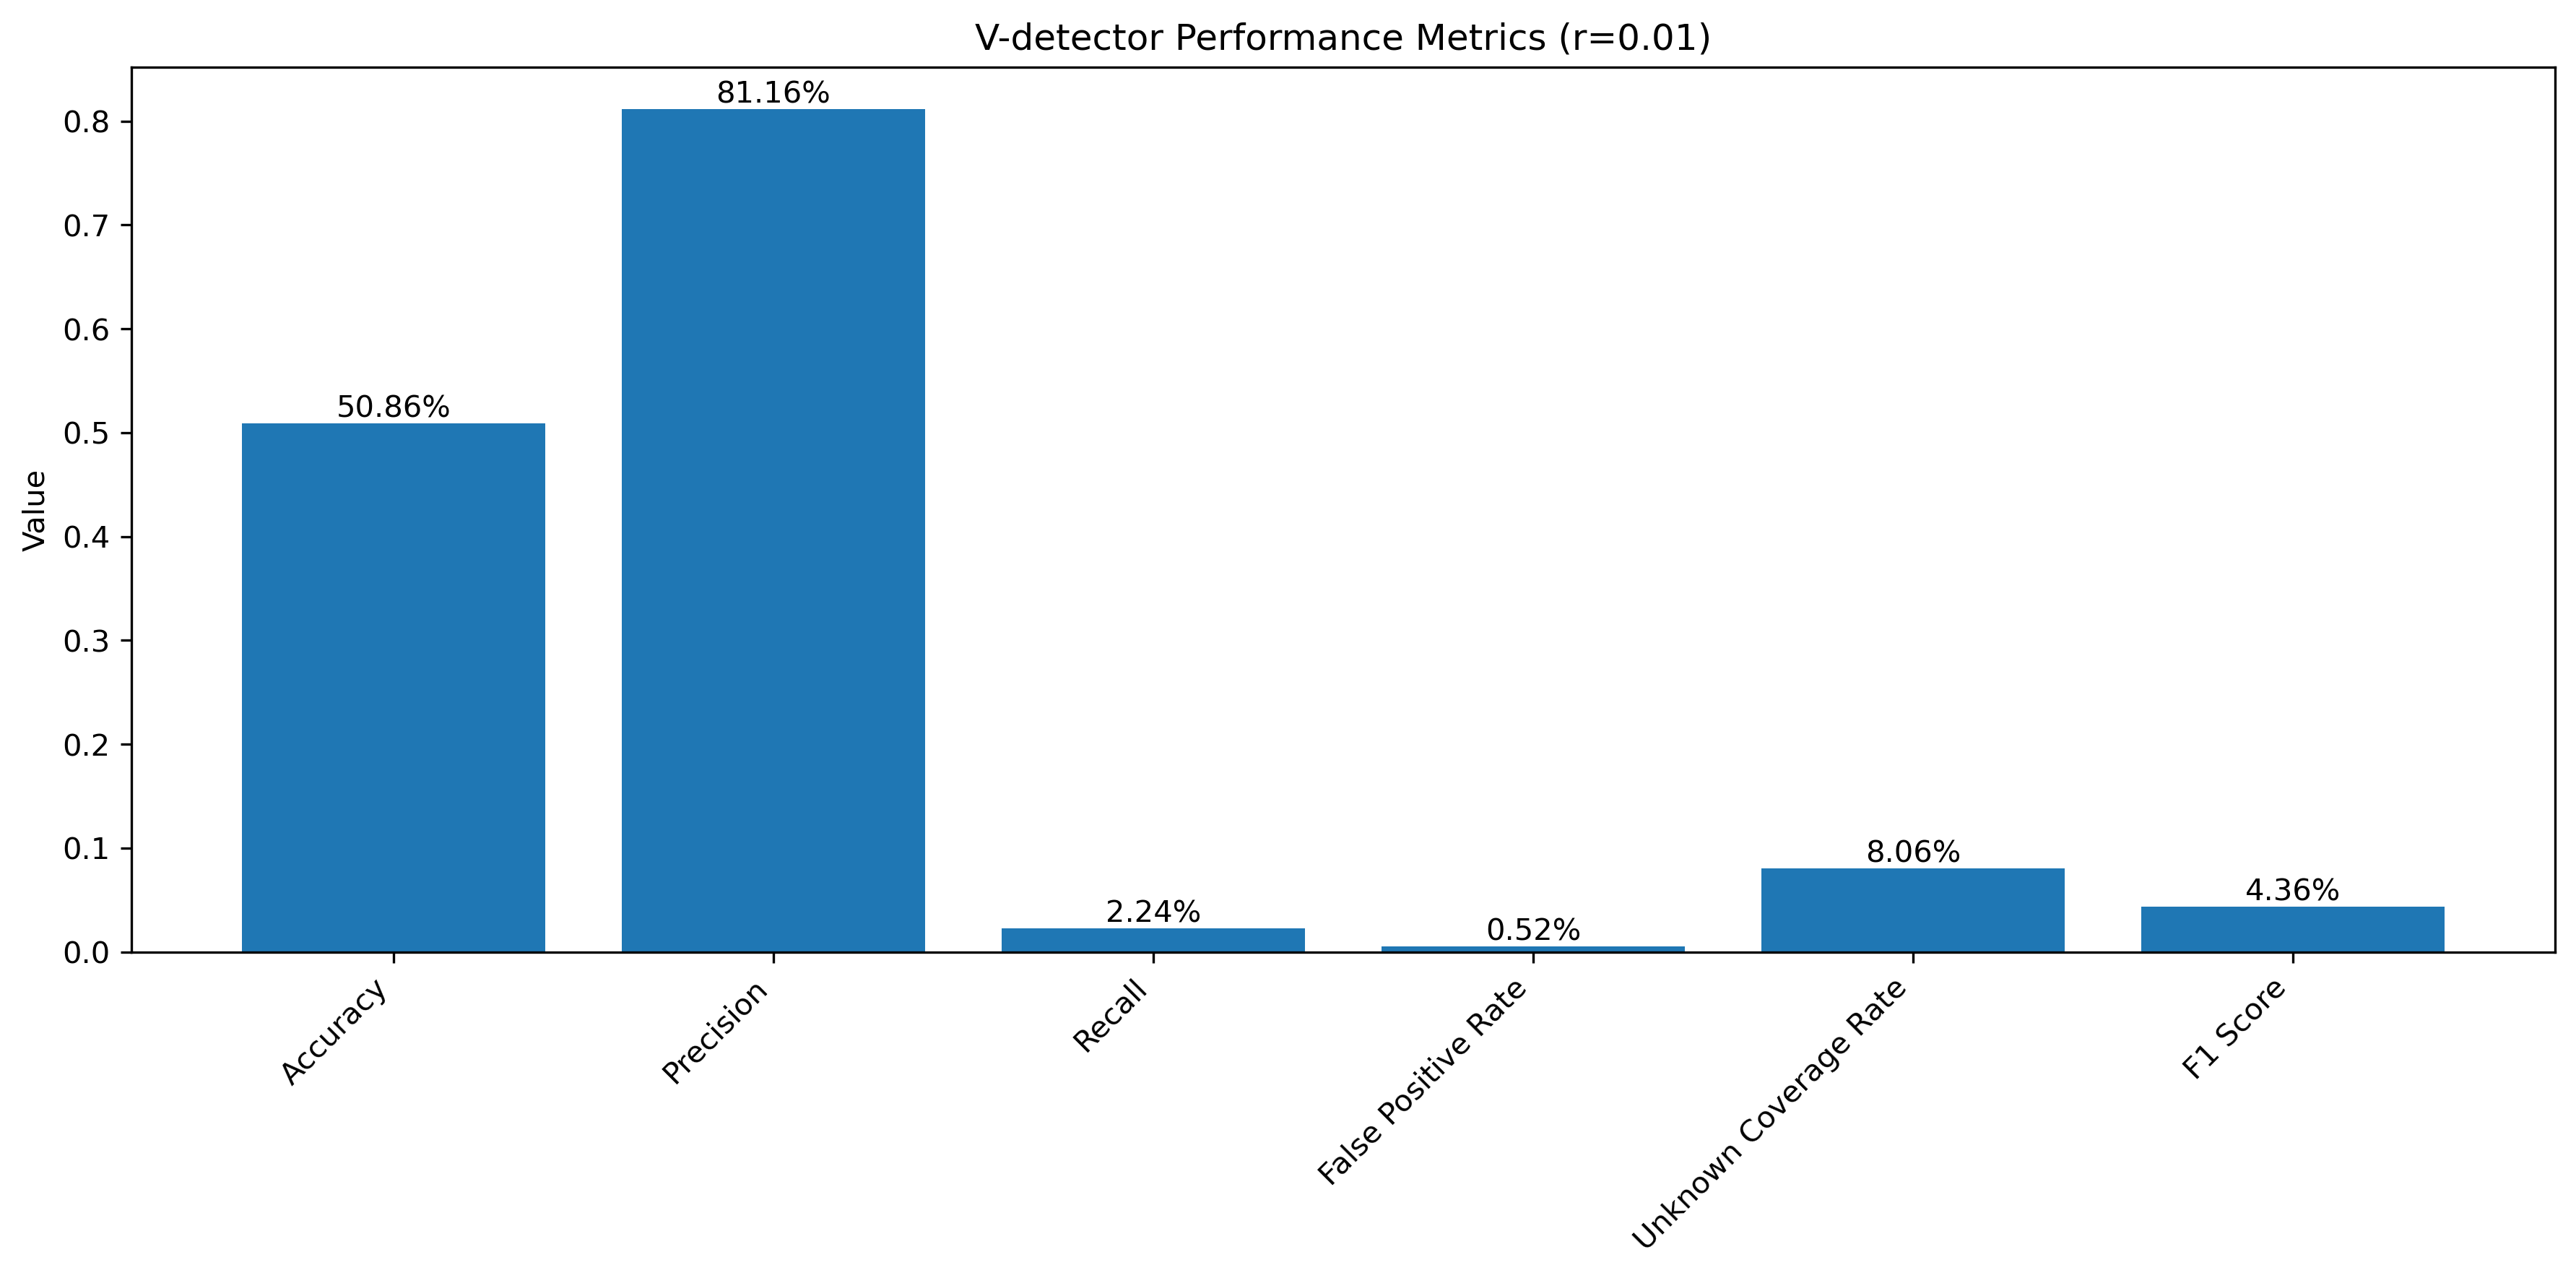 V-detector Performance Metrics (r=0.01)
Value
0.8
0.7
0.6
0.5
0.4
0.3
0.2
0.1
0.0
50.86%
81.16%
2.24%
0.52%
8.06%
4.36%
Accuracy
Precision
Recall
False Positive Rate
Unknown Coverage Rate
F1 Score